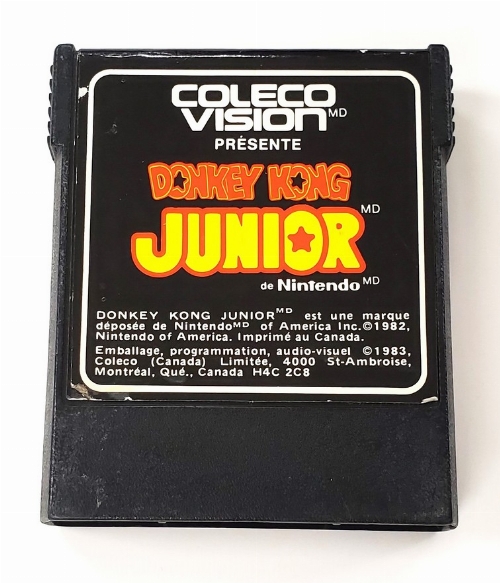 COLECO
VISION MD
PRÉSENTE
DONKEY KONG
JUNIOR MD
de Nintendo MD
DONKEY KONG JUNIOR MD est une marque
déposée de Nintendo MD of America Inc.©1982,
Nintendo of America. Imprimé au Canada.
Emballage, programmation, audio-visuel ©1983,
Coleco (Canada) Limitée, 4000 St-Ambroise,
Montréal, Qué., Canada H4C 2C8